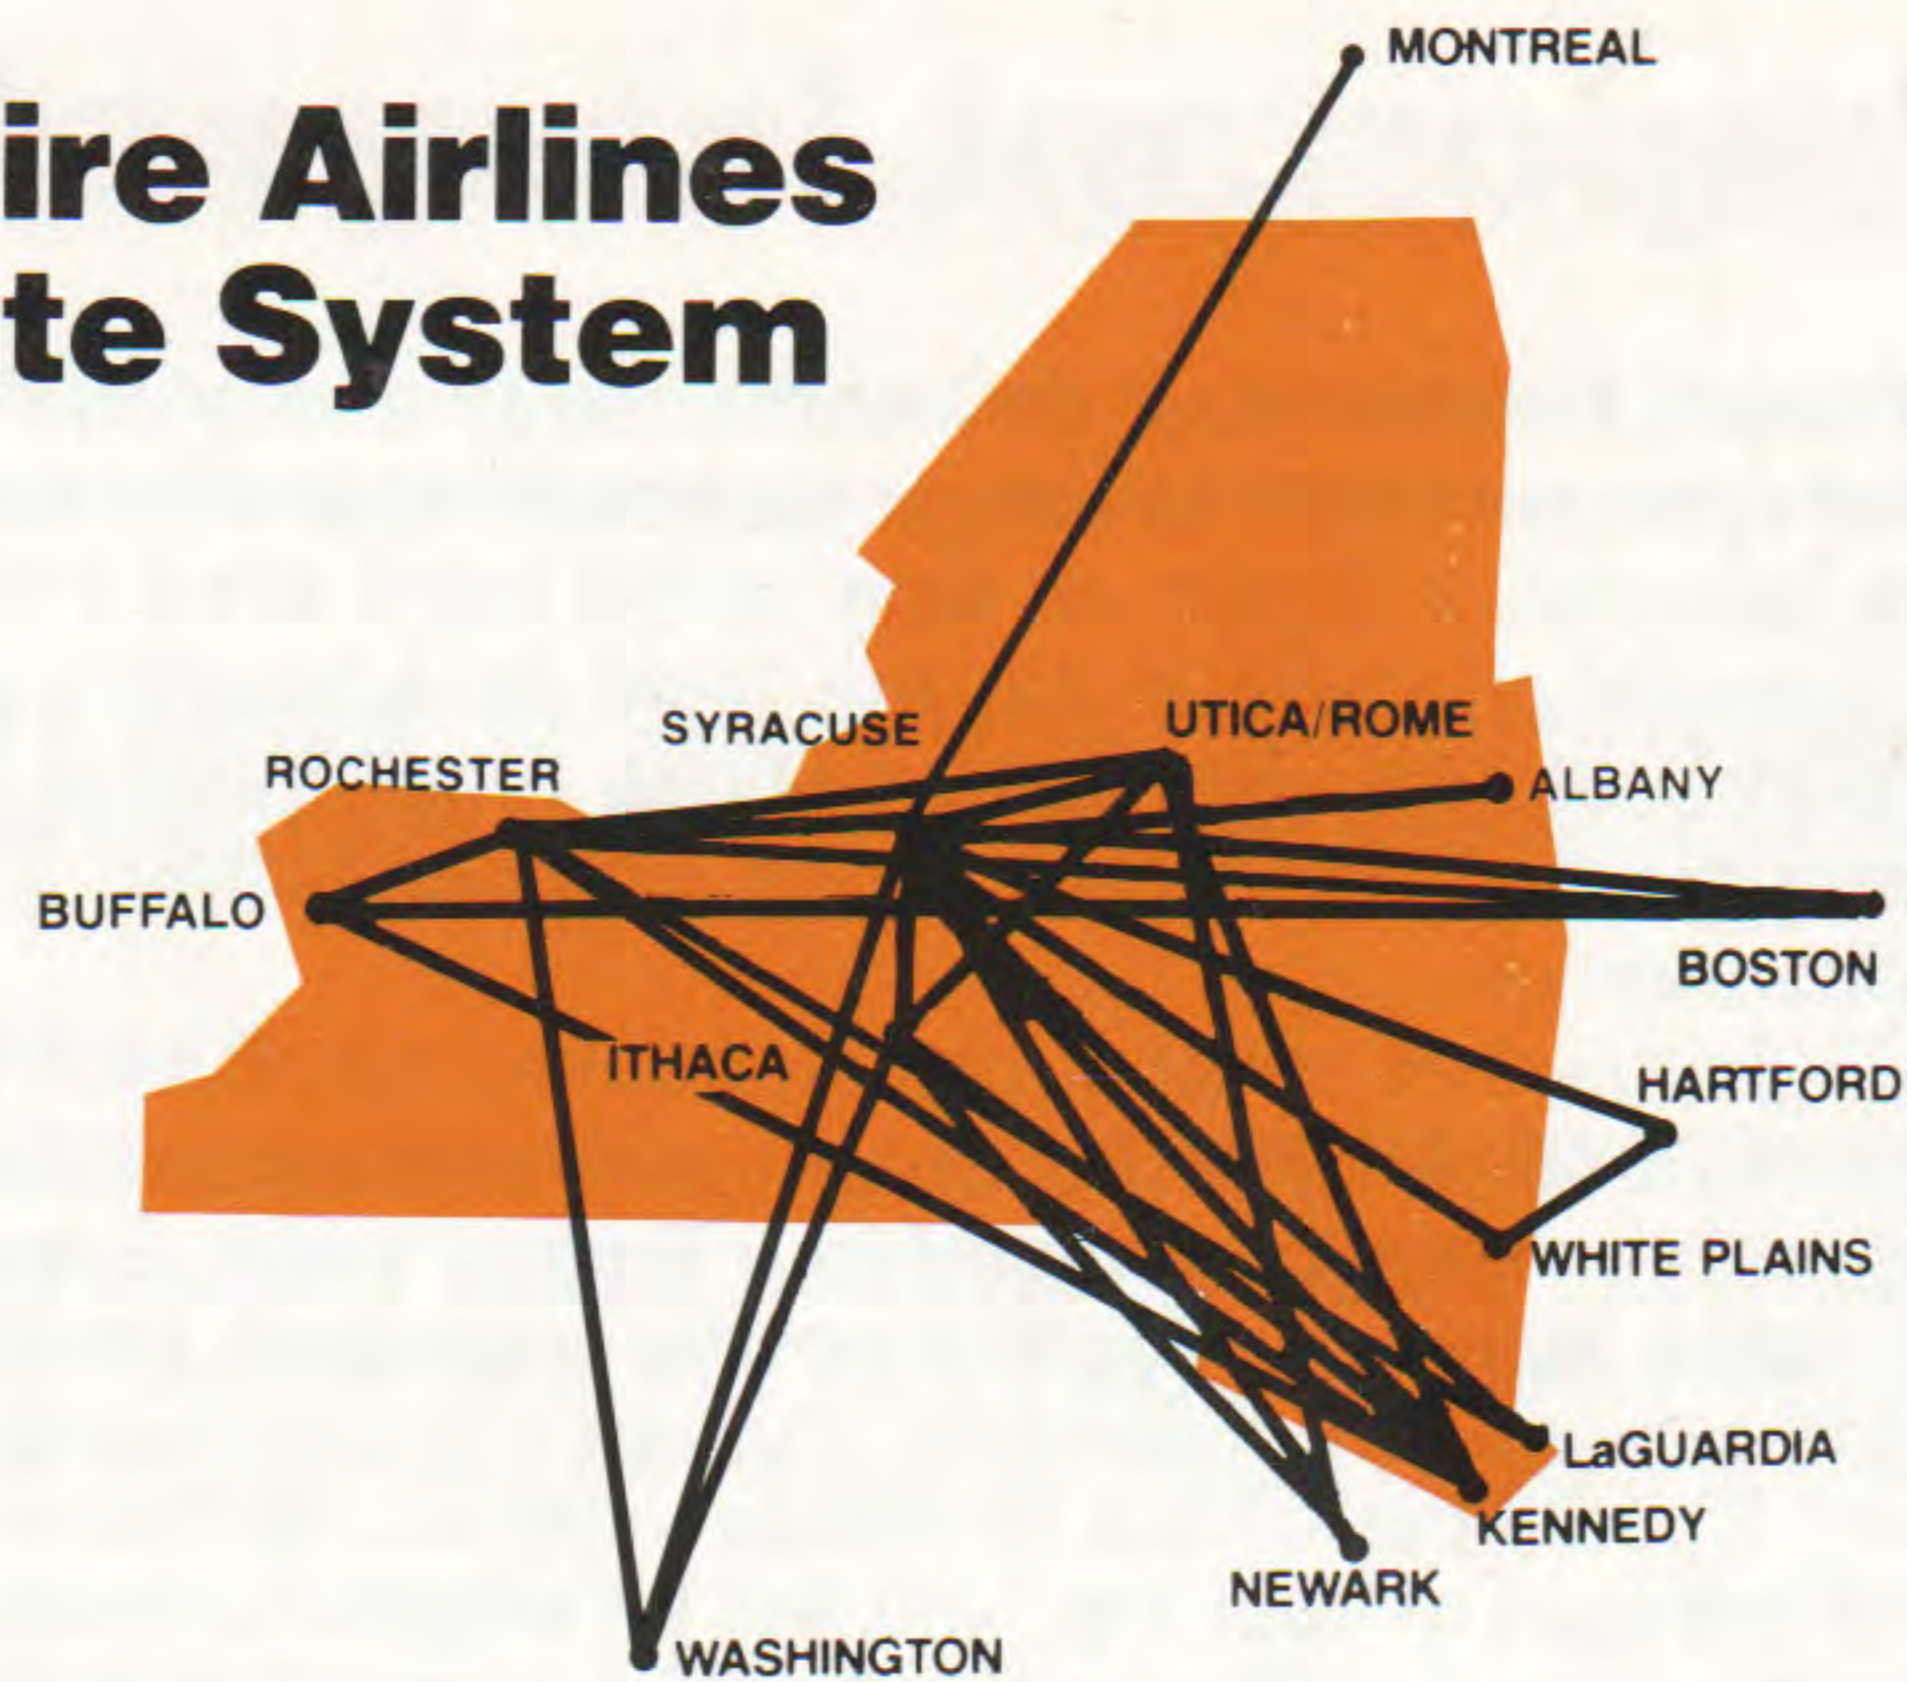 ire Airlines
te System
MONTREAL
SYRACUSE
UTICA/ROME
ROCHESTER
ALBANY
BUFFALO
BOSTON
ITHACA
HARTFORD
WHITE PLAINS
LaGUARDIA
KENNEDY
NEWARK
WASHINGTON